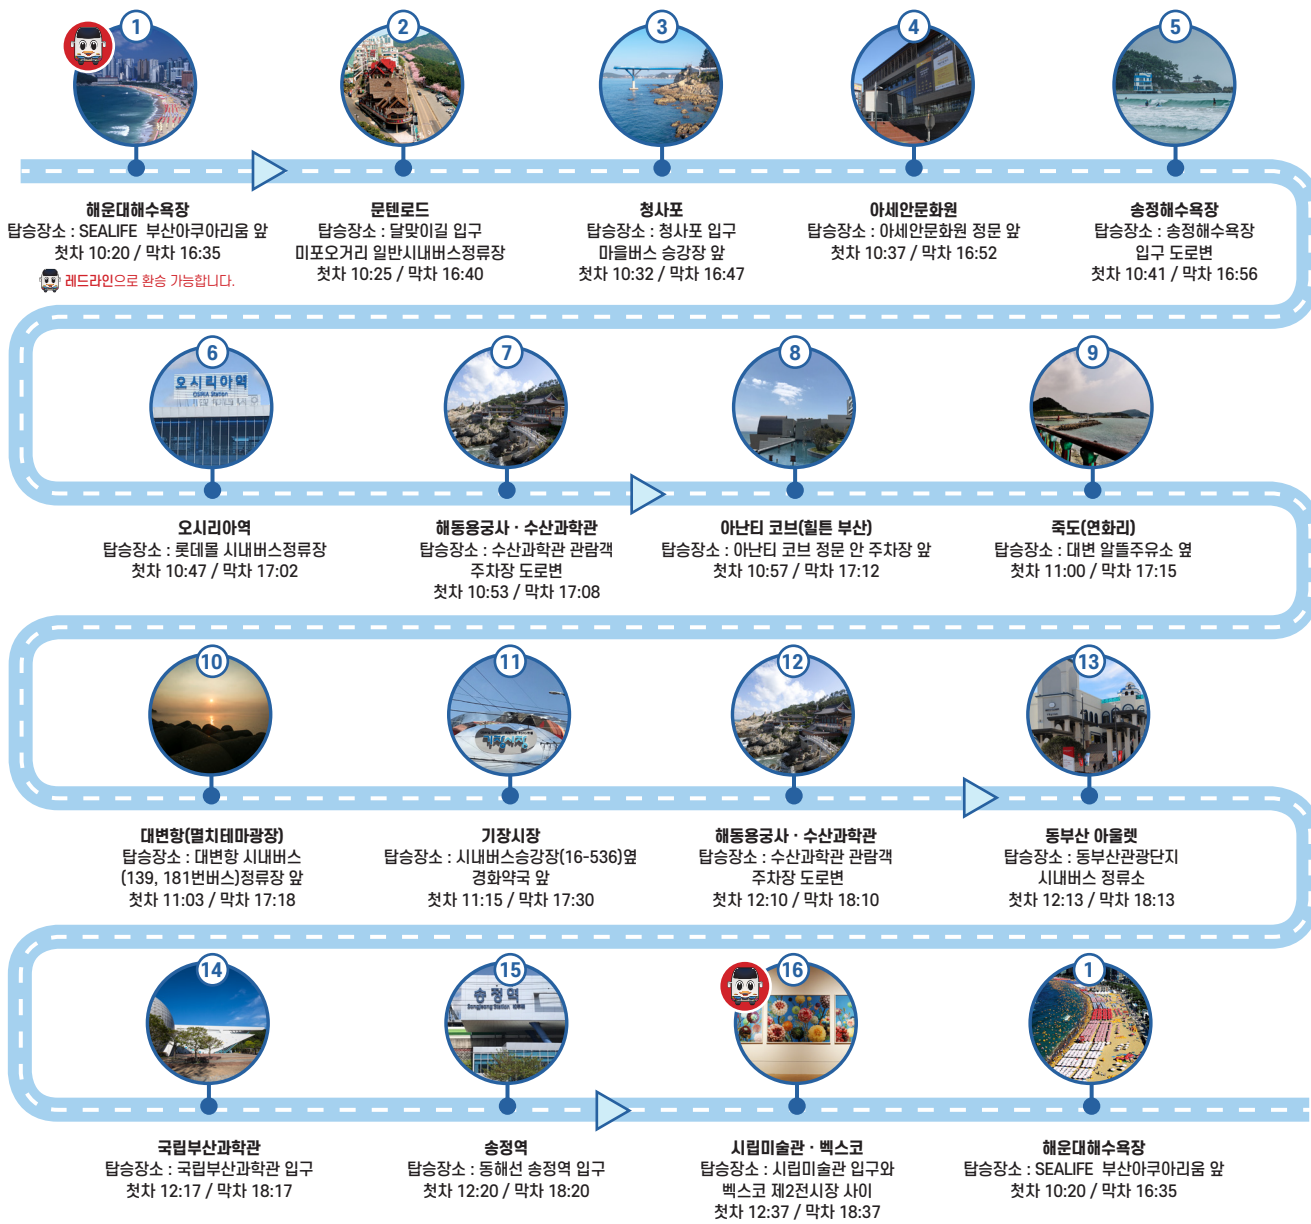 1
해운대해수욕장
탑승장소 : SEALIFE 부산아쿠아리움 앞
첫차 10:20 / 막차 16:35
레드라인으로 환승 가능합니다.
2
문텐로드
탑승장소 : 달맞이길 입구
미포오거리 일반시내버스정류장
첫차 10:25 / 막차 16:40
3
청사포
탑승장소 : 청사포 입구
마을버스 승강장 앞
첫차 10:32 / 막차 16:47
4
아세안문화원
탑승장소 : 아세안문화원 정문 앞
첫차 10:37 / 막차 16:52
5
송정해수욕장
탑승장소 : 송정해수욕장
입구 도로변
첫차 10:41 / 막차 16:56
6
오시리아역
OSIRIA Station
오시리아역
탑승장소 : 롯데몰 시내버스정류장
첫차 10:47 / 막차 17:02
7
해동용궁사 · 수산과학관
탑승장소 : 수산과학관 관람객
주차장 도로변
첫차 10:53 / 막차 17:08
8
아난티 코브(힐튼 부산)
탑승장소 : 아난티 코브 정문 안 주차장 앞
첫차 10:57 / 막차 17:12
9
죽도(연화리)
탑승장소 : 대변 알뜰주유소 옆
첫차 11:00 / 막차 17:15
10
대변항(멸치테마광장)
탑승장소 : 대변항 시내버스
(139, 181번버스)정류장 앞
첫차 11:03 / 막차 17:18
11
기장시장
기장시장
탑승장소 : 시내버스승강장(16-536)옆
경화약국 앞
첫차 11:15 / 막차 17:30
12
해동용궁사 · 수산과학관
탑승장소 : 수산과학관 관람객
주차장 도로변
첫차 12:10 / 막차 18:10
13
동부산 아울렛
탑승장소 : 동부산관광단지
시내버스 정류소
첫차 12:13 / 막차 18:13
14
국립부산과학관
탑승장소 : 국립부산과학관 입구
첫차 12:17 / 막차 18:17
15
송정역
Songjeong Station
송정역
탑승장소 : 동해선 송정역 입구
첫차 12:20 / 막차 18:20
16
시립미술관 · 벡스코
탑승장소 : 시립미술관 입구와
벡스코 제2전시장 사이
첫차 12:37 / 막차 18:37
1
해운대해수욕장
탑승장소 : SEALIFE 부산아쿠아리움 앞
첫차 10:20 / 막차 16:35